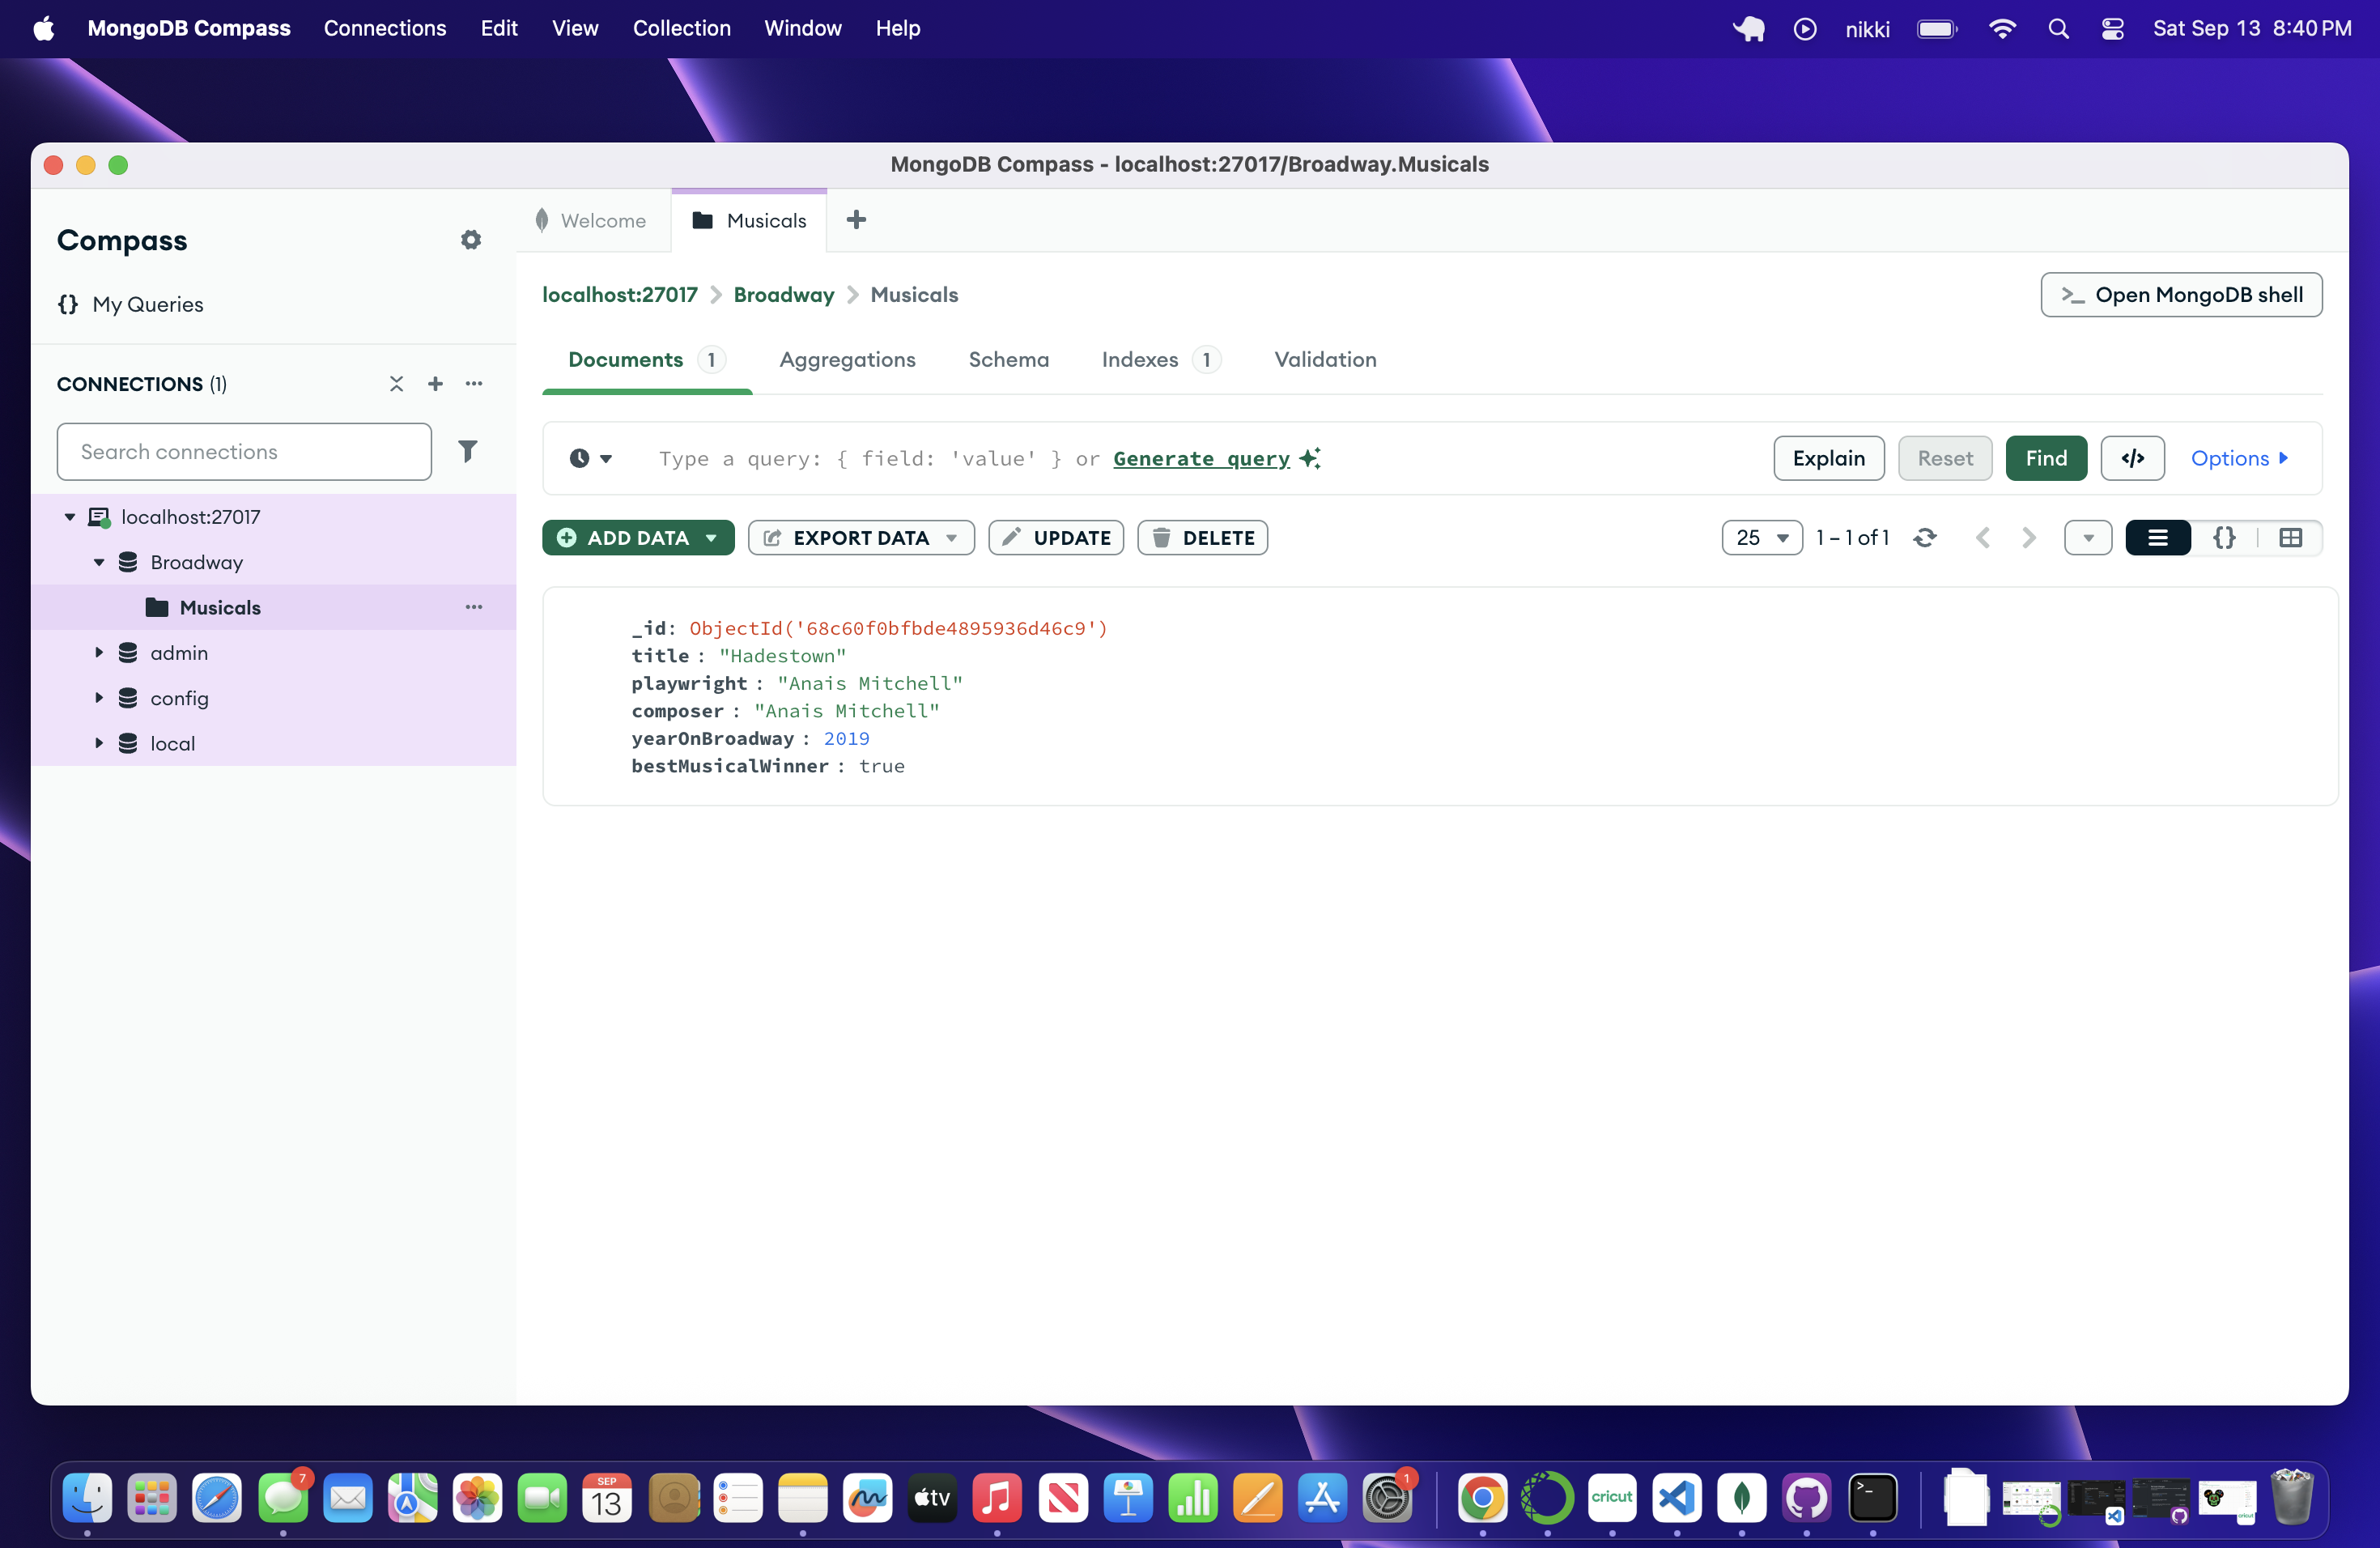 MongoDB Compass Connections Edit View Collection Window Help nikki Sat Sep 13 8:40 PM
MongoDB Compass - localhost:27017/Broadway.Musicals
Compass
{} My Queries
CONNECTIONS (1)
Search connections
localhost:27017
Broadway
Musicals
admin
config
local
Welcome Musicals
localhost:27017 Broadway Musicals
>_ Open MongoDB shell
Documents 1 Aggregations Schema Indexes 1 Validation
Type a query: { field: 'value' } or Generate query
Explain Reset Find </> Options
ADD DATA EXPORT DATA UPDATE DELETE
25 1 – 1 of 1 {}
_id: ObjectId('68c60f0bfbde4895936d46c9')
title : "Hadestown"
playwright : "Anais Mitchell"
composer : "Anais Mitchell"
yearOnBroadway : 2019
bestMusicalWinner : true
7
SEP
13
tv
1
cricut
>_